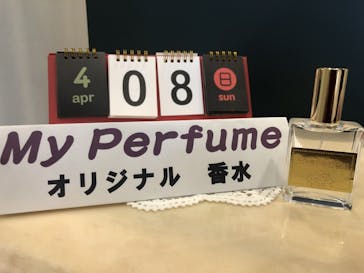 4 0 8 日
apr sun
My Perfume
オリジナル 香水